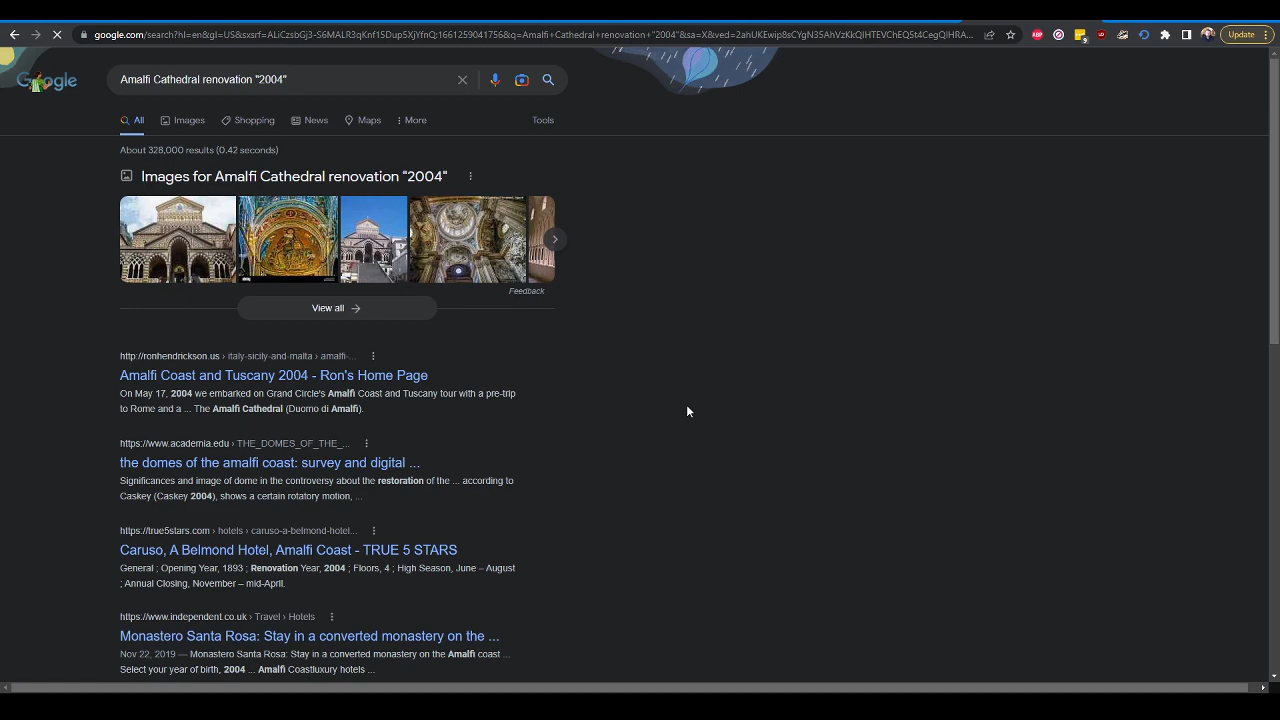 google.com/search?hl=en&gl=US&sxsrf=ALiCzsbGj3-S6MALR3qKnf15Dup5XjYfnQ:1661259041756&q=Amalfi+Cathedral+renovation+"2004"&sa=X&ved=2ahUKEwip8sCYgN35AhVzKkQIHTEVChEQ5t4CegQIHRA...
Update
Google
Amalfi Cathedral renovation "2004"
All
Images
Shopping
News
Maps
More
Tools
About 328,000 results (0.42 seconds)
Images for Amalfi Cathedral renovation "2004"
Feedback
View all
http://ronhendrickson.us › italy-sicily-and-malta › amalfi-...
Amalfi Coast and Tuscany 2004 - Ron's Home Page
On May 17, 2004 we embarked on Grand Circle's Amalfi Coast and Tuscany tour with a pre-trip
to Rome and a ... The Amalfi Cathedral (Duomo di Amalfi).
https://www.academia.edu › THE_DOMES_OF_THE_...
the domes of the amalfi coast: survey and digital ...
Significances and image of dome in the controversy about the restoration of the ... according to
Caskey (Caskey 2004), shows a certain rotatory motion, ...
https://true5stars.com › hotels › caruso-a-belmond-hotel...
Caruso, A Belmond Hotel, Amalfi Coast - TRUE 5 STARS
General ; Opening Year, 1893 ; Renovation Year, 2004 ; Floors, 4 ; High Season, June – August
; Annual Closing, November – mid-April.
https://www.independent.co.uk › Travel › Hotels
Monastero Santa Rosa: Stay in a converted monastery on the ...
Nov 22, 2019 — Monastero Santa Rosa: Stay in a converted monastery on the Amalfi coast ...
Select your year of birth, 2004 ... Amalfi Coastluxury hotels ...